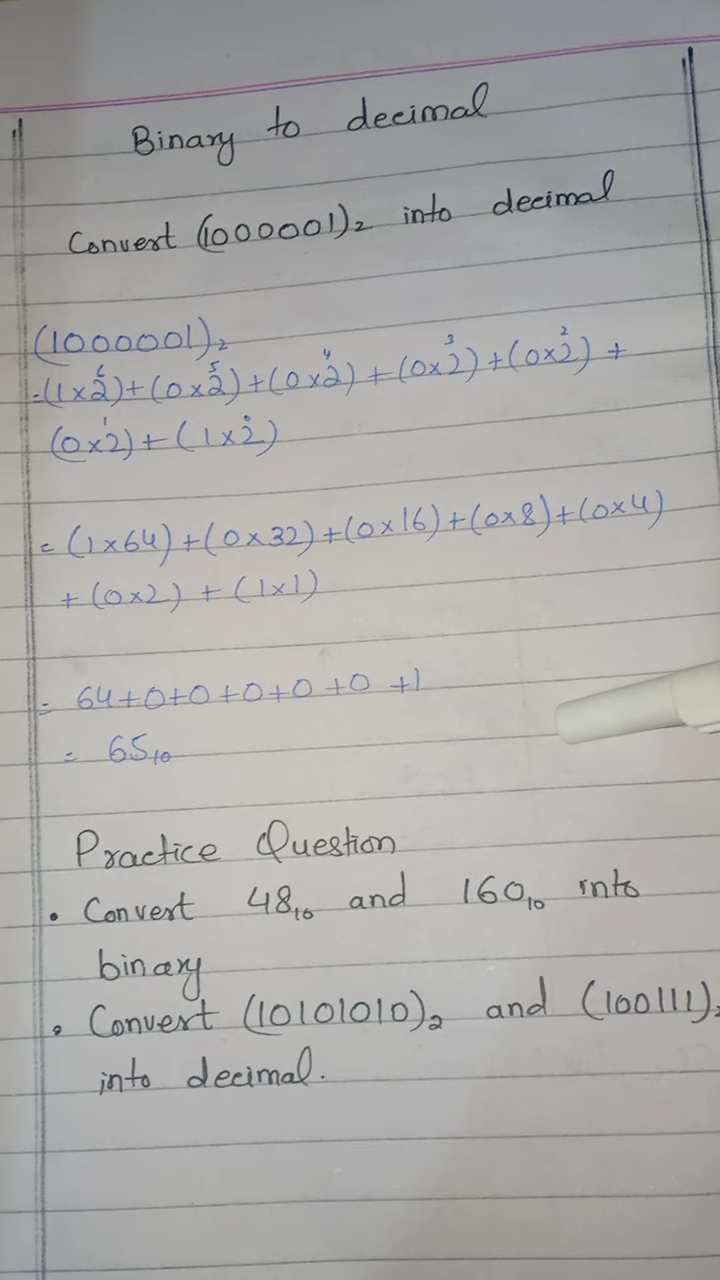 Binary to decimal
Convert (1000001)₂ into decimal
(1000001)₂
=(1×2⁶)+(0×2⁵)+(0×2⁴)+(0×2³)+(0×2²)+
(0×2¹)+(1×2⁰)
=(1×64)+(0×32)+(0×16)+(0×8)+(0×4)
+(0×2)+(1×1)
= 64+0+0+0+0+0+1
= 65₁₀
Practice Question
• Convert 48₁₀ and 160₁₀ into
binary
• Convert (10101010)₂ and (100111)₂
into decimal.